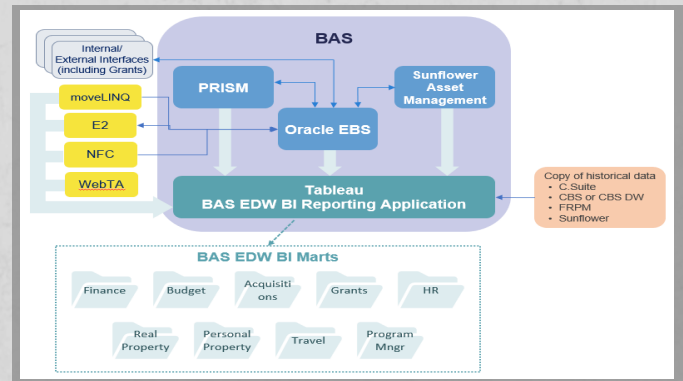 BAS
Internal/
External Interfaces
(including Grants)
moveLINQ
E2
NFC
WebTA
PRISM
Oracle EBS
Sunflower
Asset
Management
Tableau
BAS EDW BI Reporting Application
Copy of historical data
• C.Suite
• CBS or CBS DW
• FRPM
• Sunflower
BAS EDW BI Marts
Finance
Budget
Acquisiti
ons
Grants
HR
Real
Property
Personal
Property
Travel
Program
Mngr